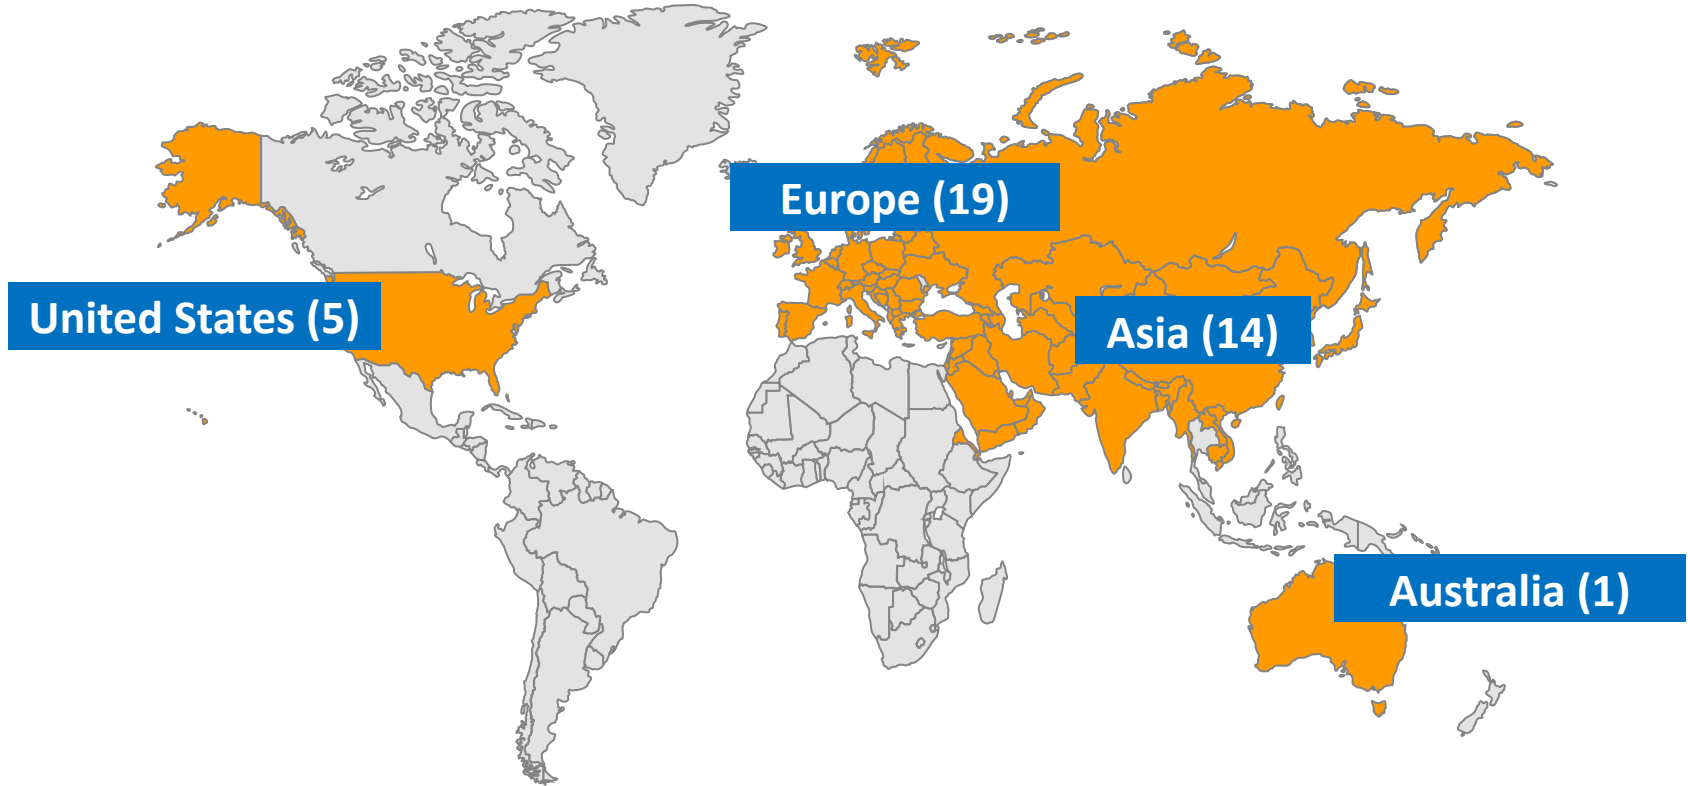 Europe (19)
United States (5)
Asia (14)
Australia (1)